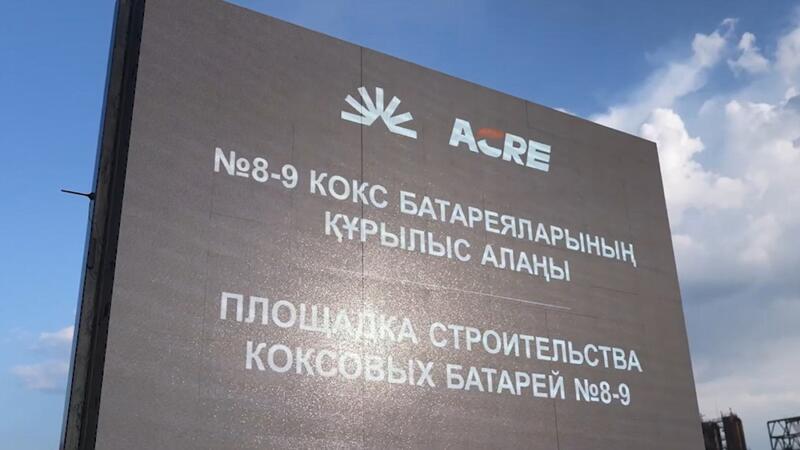 ACRE
№8-9 КОКС БАТАРЕЯЛАРЫНЫҢ
ҚҰРЫЛЫС АЛАҢЫ
ПЛОЩАДКА СТРОИТЕЛЬСТВА
КОКСОВЫХ БАТАРЕЙ №8-9